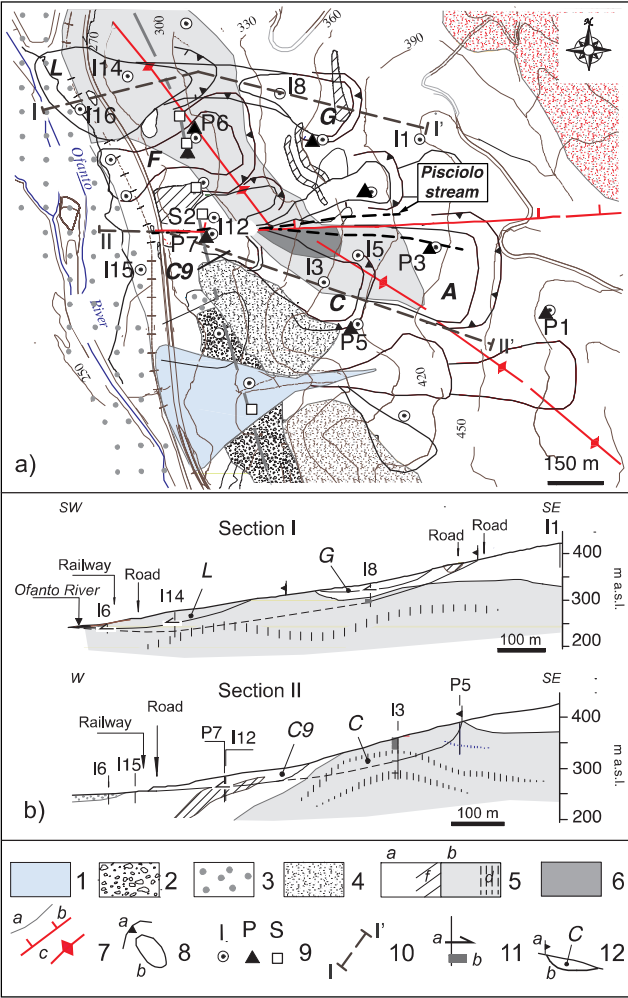 270
300
330
360
390
N
L
I14
I8
G
I
I16
P6
I'
I1
F
Pisciolo
stream
Ofanto
S2
I12
II
P7
I5
P3
I15
C9
I3
C
A
P1
River
P5
II'
250
420
450
a)
150 m
SW
SE
Section I
I1
Road
Road
Railway
Road
G
I8
400
Ofanto River
I14
L
300
m a.s.l.
I6
200
100 m
W
Section II
SE
P5
Road
Railway
I3
400
P7
I12
C9
C
300
m a.s.l.
I6
I15
200
b)
100 m
a
b
1
2
3
4
f
d
5
6
a
b
c
7
a
b
8
I
P
S
9
I'
I
10
a
b
11
a
C
b
12